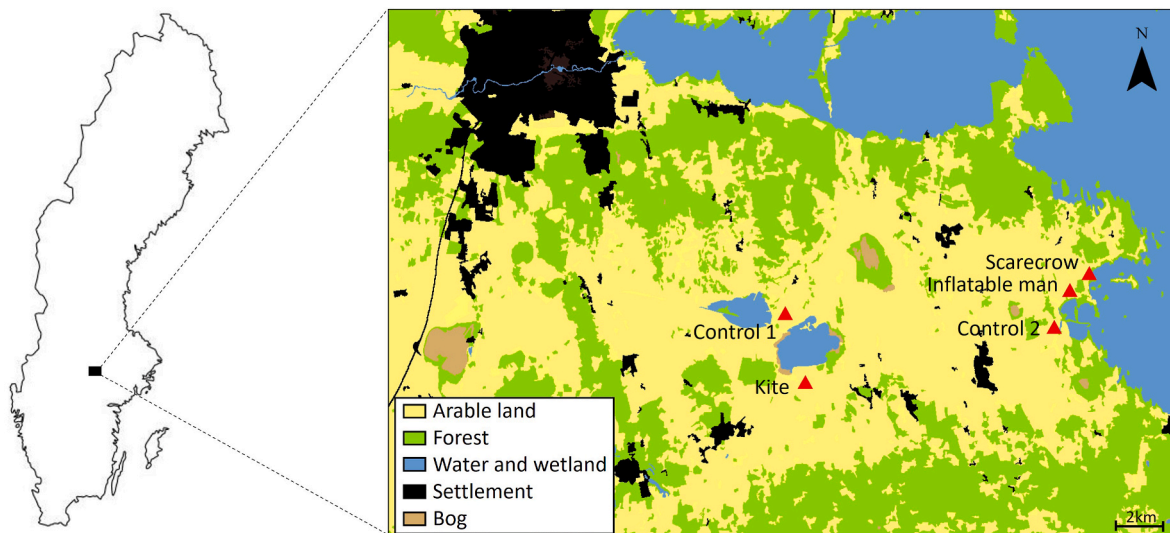 N
Scarecrow
Inflatable man
Control 1
Control 2
Kite
Arable land
Forest
Water and wetland
Settlement
Bog
2km